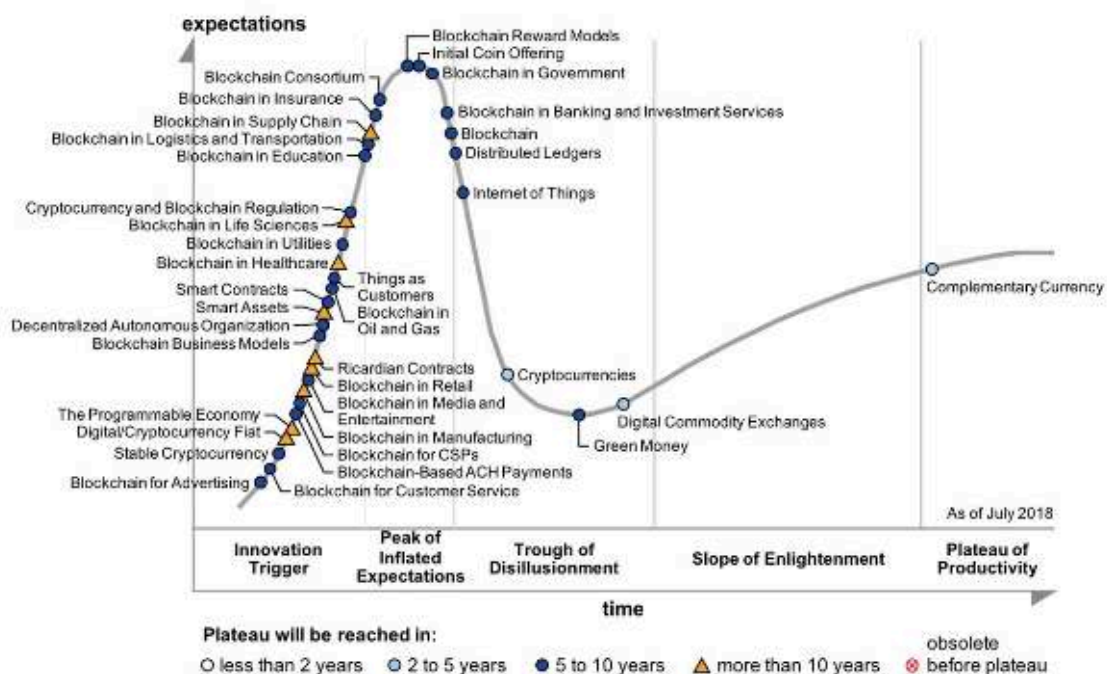 expectations
Blockchain Reward Models
Initial Coin Offering
Blockchain in Government
Blockchain Consortium
Blockchain in Insurance
Blockchain in Supply Chain
Blockchain in Logistics and Transportation
Blockchain in Education
Blockchain in Banking and Investment Services
Blockchain
Distributed Ledgers
Internet of Things
Cryptocurrency and Blockchain Regulation
Blockchain in Life Sciences
Blockchain in Utilities
Blockchain in Healthcare
Things as
Customers
Smart Contracts
Smart Assets
Blockchain in
Oil and Gas
Decentralized Autonomous Organization
Blockchain Business Models
Complementary Currency
Ricardian Contracts
Blockchain in Retail
Blockchain in Media and
Entertainment
Blockchain in Manufacturing
Blockchain for CSPs
Blockchain-Based ACH Payments
The Programmable Economy
Digital/Cryptocurrency Fiat
Stable Cryptocurrency
Blockchain for Advertising
Blockchain for Customer Service
Cryptocurrencies
Digital Commodity Exchanges
Green Money
As of July 2018
Innovation
Trigger
Peak of
Inflated
Expectations
Trough of
Disillusionment
Slope of Enlightenment
Plateau of
Productivity
time
Plateau will be reached in:
less than 2 years
2 to 5 years
5 to 10 years
more than 10 years
obsolete
before plateau